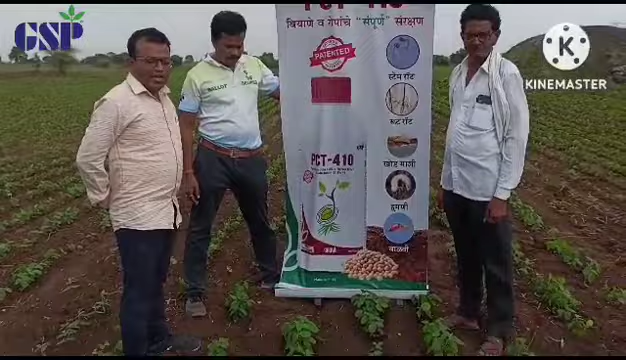 GSP
PCT-410
बियाणे व रोपांचे "संपूर्ण" संरक्षण
PATENTED
स्टेम रॉट
रूट रॉट
खोड माशी
हुमणी
वाळवी
PCT-410
KINEMASTER